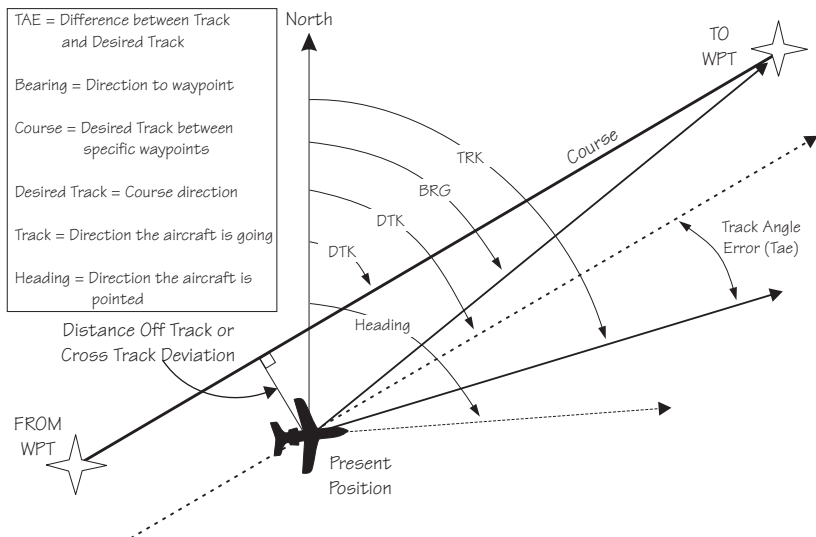 TAE = Difference between Track
and Desired Track
Bearing = Direction to waypoint
Course = Desired Track between
specific waypoints
Desired Track = Course direction
Track = Direction the aircraft is going
Heading = Direction the aircraft is
pointed
North
TO
WPT
Course
TRK
BRG
DTK
DTK
Track Angle
Error (Tae)
Heading
Distance Off Track or
Cross Track Deviation
FROM
WPT
Present
Position